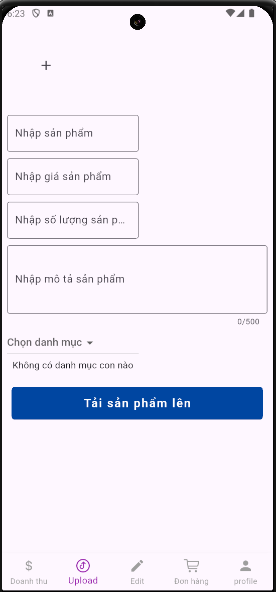 6:23
+
Nhập sản phẩm
Nhập giá sản phẩm
Nhập số lượng sản p...
Nhập mô tả sản phẩm
0/500
Chọn danh mục
Không có danh mục con nào
Tải sản phẩm lên
Doanh thu
Upload
Edit
Đơn hàng
profile